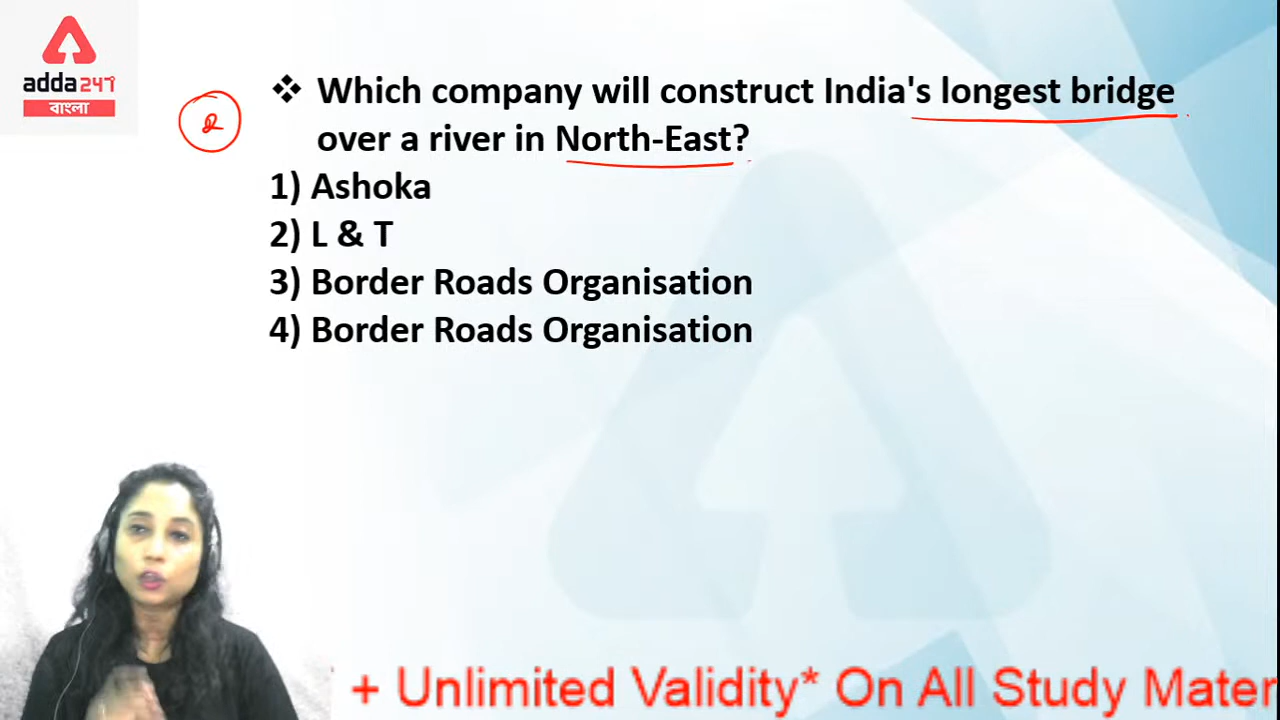 adda247
বাংলা
❖ Which company will construct India's longest bridge
over a river in North-East?
1) Ashoka
2) L & T
3) Border Roads Organisation
4) Border Roads Organisation
+ Unlimited Validity* On All Study Mater